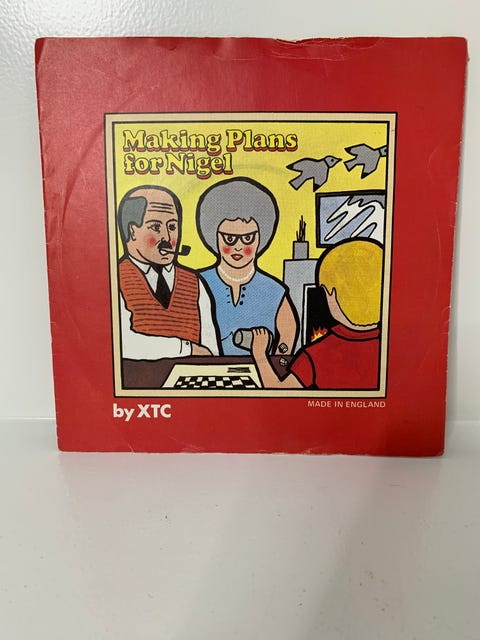 Making Plans
for Nigel
by XTC
MADE IN ENGLAND